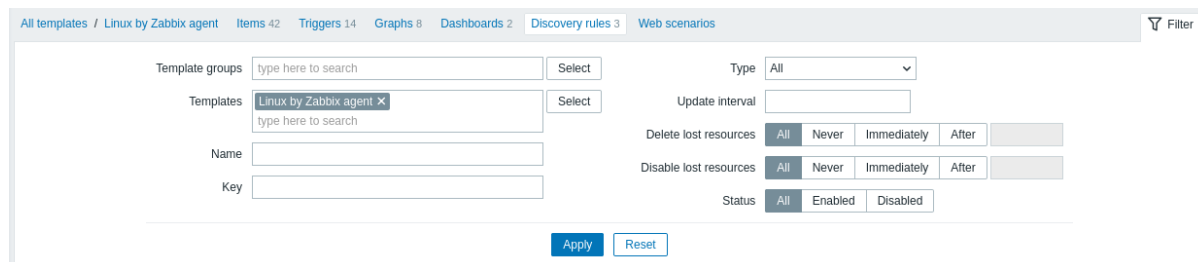 All templates / Linux by Zabbix agent Items 42 Triggers 14 Graphs 8 Dashboards 2 Discovery rules 3 Web scenarios Filter
Template groups type here to search Select Type All
Templates Linux by Zabbix agent Select Update interval
type here to search
Delete lost resources All Never Immediately After
Name
Disable lost resources All Never Immediately After
Key
Status All Enabled Disabled
Apply Reset